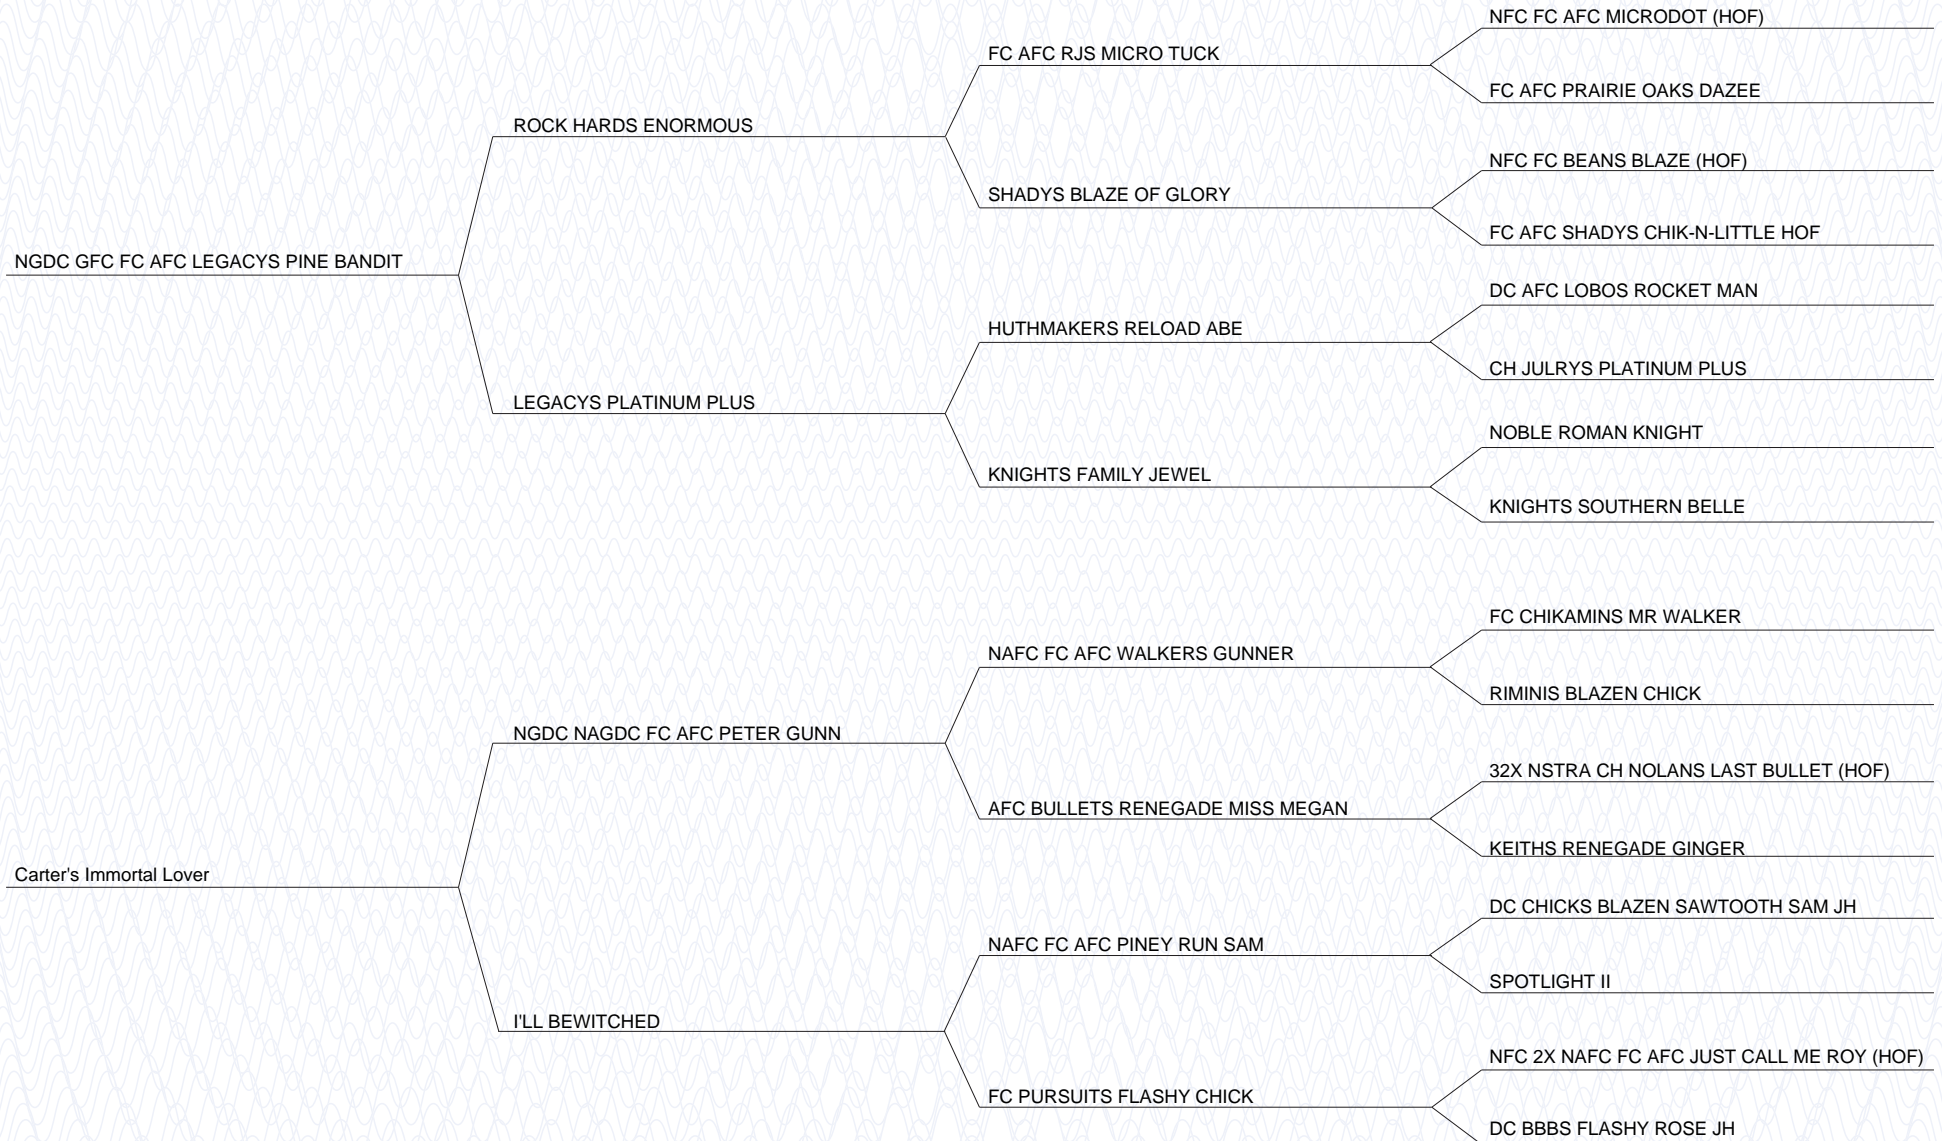 NFC FC AFC MICRODOT (HOF)
FC AFC RJS MICRO TUCK
FC AFC PRAIRIE OAKS DAZEE
ROCK HARDS ENORMOUS
NFC FC BEANS BLAZE (HOF)
SHADYS BLAZE OF GLORY
FC AFC SHADYS CHIK-N-LITTLE HOF
NGDC GFC FC AFC LEGACYS PINE BANDIT
DC AFC LOBOS ROCKET MAN
HUTHMAKERS RELOAD ABE
CH JULRYS PLATINUM PLUS
LEGACYS PLATINUM PLUS
NOBLE ROMAN KNIGHT
KNIGHTS FAMILY JEWEL
KNIGHTS SOUTHERN BELLE
FC CHIKAMINS MR WALKER
NAFC FC AFC WALKERS GUNNER
RIMINIS BLAZEN CHICK
NGDC NAGDC FC AFC PETER GUNN
32X NSTRA CH NOLANS LAST BULLET (HOF)
AFC BULLETS RENEGADE MISS MEGAN
KEITHS RENEGADE GINGER
Carter's Immortal Lover
DC CHICKS BLAZEN SAWTOOTH SAM JH
NAFC FC AFC PINEY RUN SAM
SPOTLIGHT II
I'LL BEWITCHED
NFC 2X NAFC FC AFC JUST CALL ME ROY (HOF)
FC PURSUITS FLASHY CHICK
DC BBBS FLASHY ROSE JH